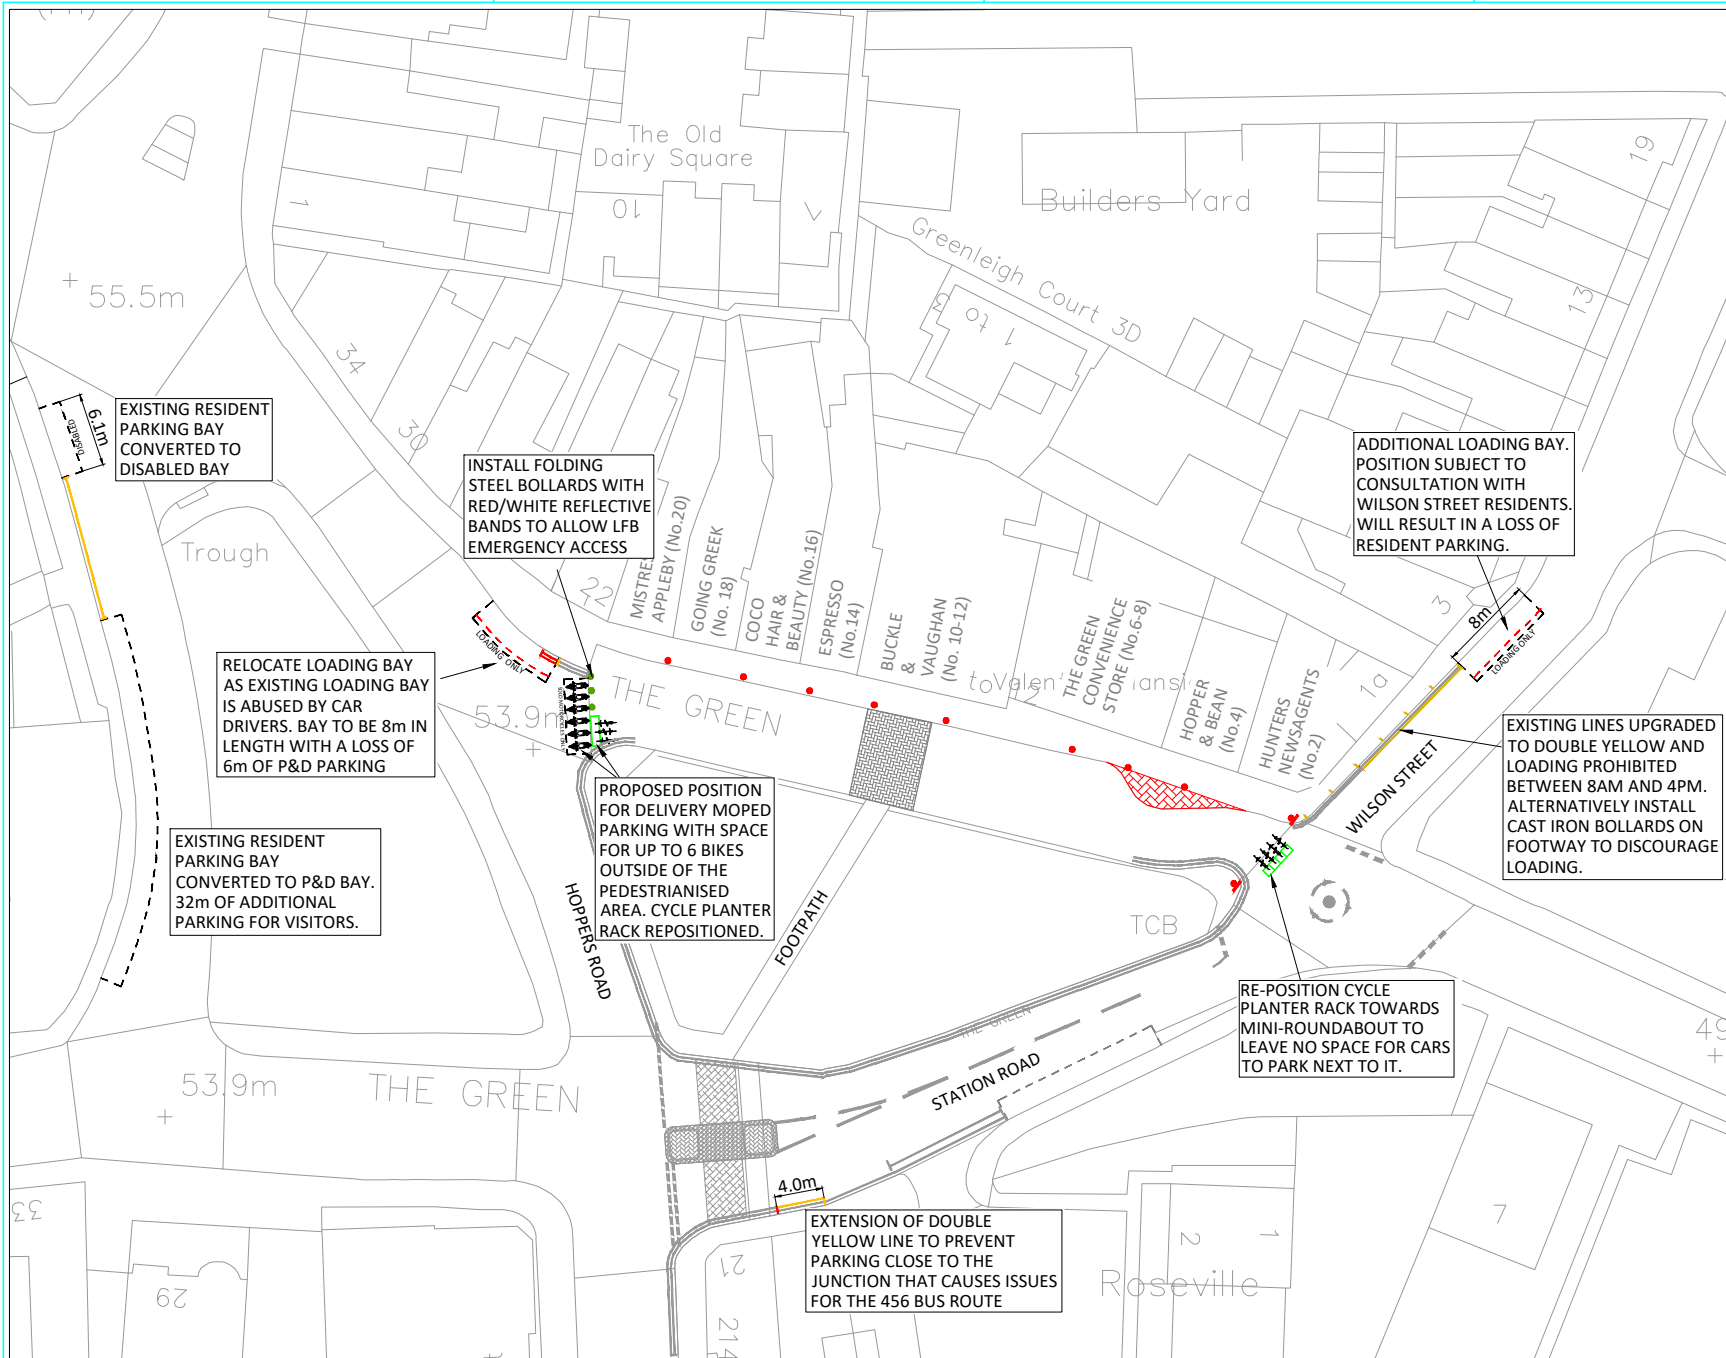 The Old
Dairy Square
10
1
Builders Yard
19
13
Greenleigh Court 3D
1 to 3
55.5m
34
30
6.1m
DISABLED
EXISTING RESIDENT
PARKING BAY
CONVERTED TO
DISABLED BAY
INSTALL FOLDING
STEEL BOLLARDS WITH
RED/WHITE REFLECTIVE
BANDS TO ALLOW LFB
EMERGENCY ACCESS
ADDITIONAL LOADING BAY.
POSITION SUBJECT TO
CONSULTATION WITH
WILSON STREET RESIDENTS.
WILL RESULT IN A LOSS OF
RESIDENT PARKING.
Trough
22
APPLEBY (No.20)
GOING GREEK
(No. 18)
COCO
HAIR &
BEAUTY (No.16)
ESPRESSO
(No.14)
BUCKLE
&
VAUGHAN
(No. 10-12)
THE GREEN
CONVENIENCE
STORE (No.6-8)
HOPPER
& BEAN
(No.4)
HUNTERS
NEWSAGENTS
(No.2)
1
1a
3
8m
LOADING ONLY
LOADING ONLY
RELOCATE LOADING BAY
AS EXISTING LOADING BAY
IS ABUSED BY CAR
DRIVERS. BAY TO BE 8m IN
LENGTH WITH A LOSS OF
6m OF P&D PARKING
THE GREEN
53.9m
WILSON STREET
EXISTING LINES UPGRADED
TO DOUBLE YELLOW AND
LOADING PROHIBITED
BETWEEN 8AM AND 4PM.
ALTERNATIVELY INSTALL
CAST IRON BOLLARDS ON
FOOTWAY TO DISCOURAGE
LOADING.
PROPOSED POSITION
FOR DELIVERY MOPED
PARKING WITH SPACE
FOR UP TO 6 BIKES
OUTSIDE OF THE
PEDESTRIANISED
AREA. CYCLE PLANTER
RACK REPOSITIONED.
EXISTING RESIDENT
PARKING BAY
CONVERTED TO P&D BAY.
32m OF ADDITIONAL
PARKING FOR VISITORS.
HOPPERS ROAD
FOOTPATH
TCB
RE-POSITION CYCLE
PLANTER RACK TOWARDS
MINI-ROUNDABOUT TO
LEAVE NO SPACE FOR CARS
TO PARK NEXT TO IT.
THE GREEN
STATION ROAD
53.9m
THE GREEN
4.0m
EXTENSION OF DOUBLE
YELLOW LINE TO PREVENT
PARKING CLOSE TO THE
JUNCTION THAT CAUSES ISSUES
FOR THE 456 BUS ROUTE
33
29
21
214
Roseville
2
1
7
49